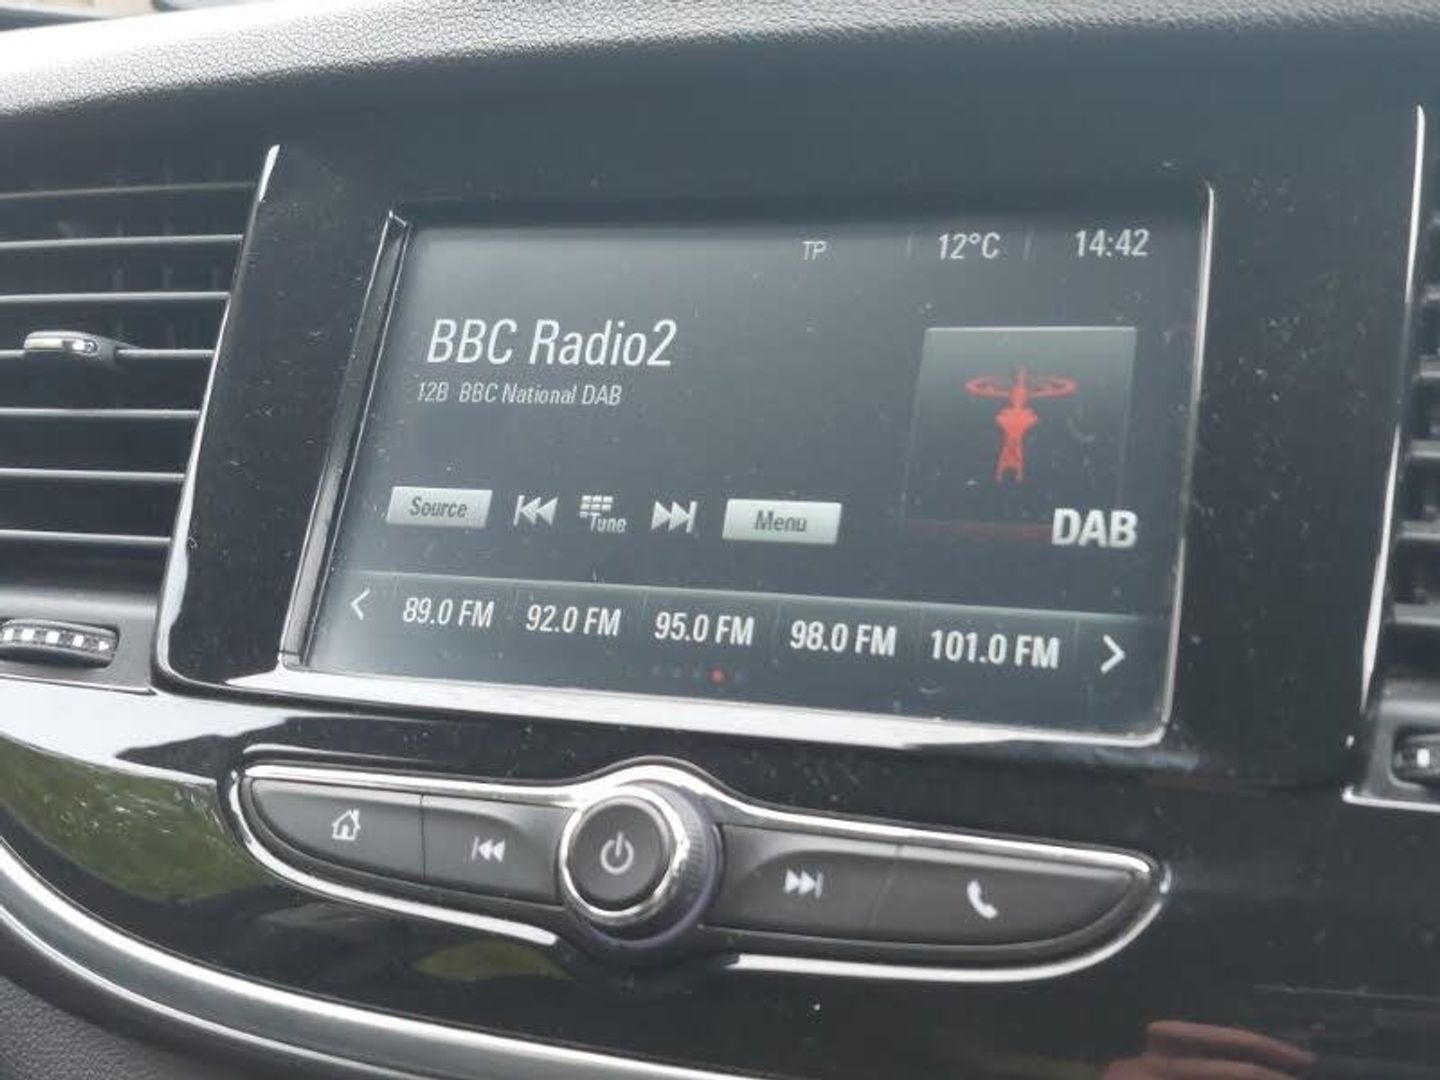 TP 12°C 14:42
BBC Radio2
12B BBC National DAB
Source Tune Menu
DAB
89.0 FM 92.0 FM 95.0 FM 98.0 FM 101.0 FM